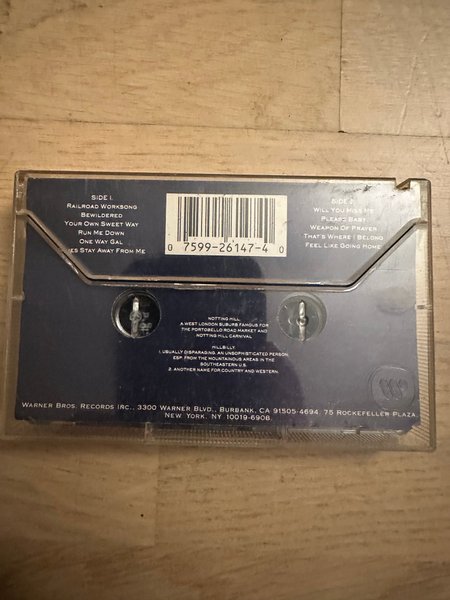 SIDE 1.
RAILROAD WORKSONG
BEWILDERED
YOUR OWN SWEET WAY
RUN ME DOWN
ONE WAY GAL
STAY AWAY FROM ME
0 7599-26147-4 0
SIDE 2.
WILL YOU MISS ME
PLEASE BABY
WEAPON OF PRAYER
THAT'S WHERE I BELONG
FEEL LIKE GOING HOME
NOTTING HILL.
A WEST LONDON SUBURB FAMOUS FOR
THE PORTOBELLO ROAD MARKET AND
NOTTING HILL CARNIVAL
HILLBILLY.
1. USUALLY DISPARAGING. AN UNSOPHISTICATED PERSON,
ESP. FROM THE MOUNTAINOUS AREAS IN THE
SOUTHEASTERN U.S.
2. ANOTHER NAME FOR COUNTRY AND WESTERN.
WARNER BROS. RECORDS INC., 3300 WARNER BLVD., BURBANK, CA 91505-4694. 75 ROCKEFELLER PLAZA,
NEW YORK, NY 10019-6908.